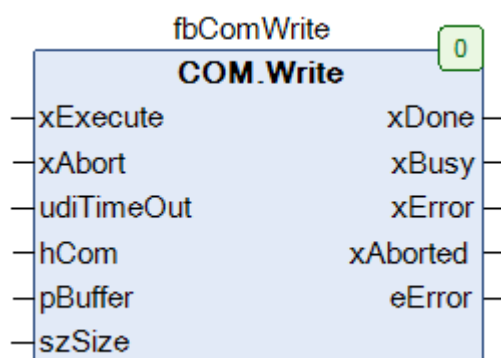 fbComWrite
0
COM.Write
xExecute xDone
xAbort xBusy
udiTimeOut xError
hCom xAborted
pBuffer eError
szSize